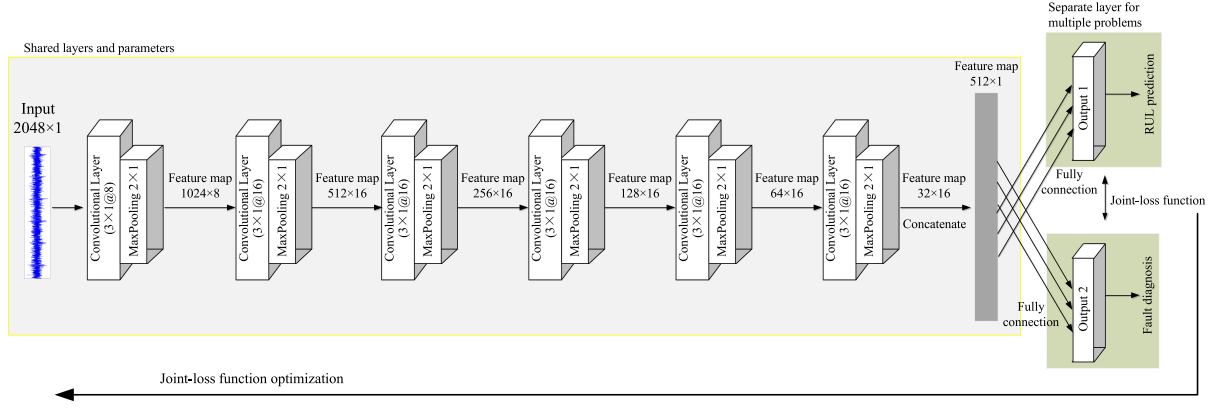 Separate layer for
multiple problems
Shared layers and parameters
Input
2048×1
Convolutional Layer
(3×1@8)
MaxPooling 2×1
Feature map
1024×8
Convolutional Layer
(3×1@16)
MaxPooling 2×1
Feature map
512×16
Convolutional Layer
(3×1@16)
MaxPooling 2×1
Feature map
256×16
Convolutional Layer
(3×1@16)
MaxPooling 2×1
Feature map
128×16
Convolutional Layer
(3×1@16)
MaxPooling 2×1
Feature map
64×16
Convolutional Layer
(3×1@16)
MaxPooling 2×1
Feature map
32×16
Concatenate
Feature map
512×1
Fully
connection
Output 1
RUL prediction
Joint-loss function
Fully
connection
Output 2
Fault diagnosis
Joint-loss function optimization